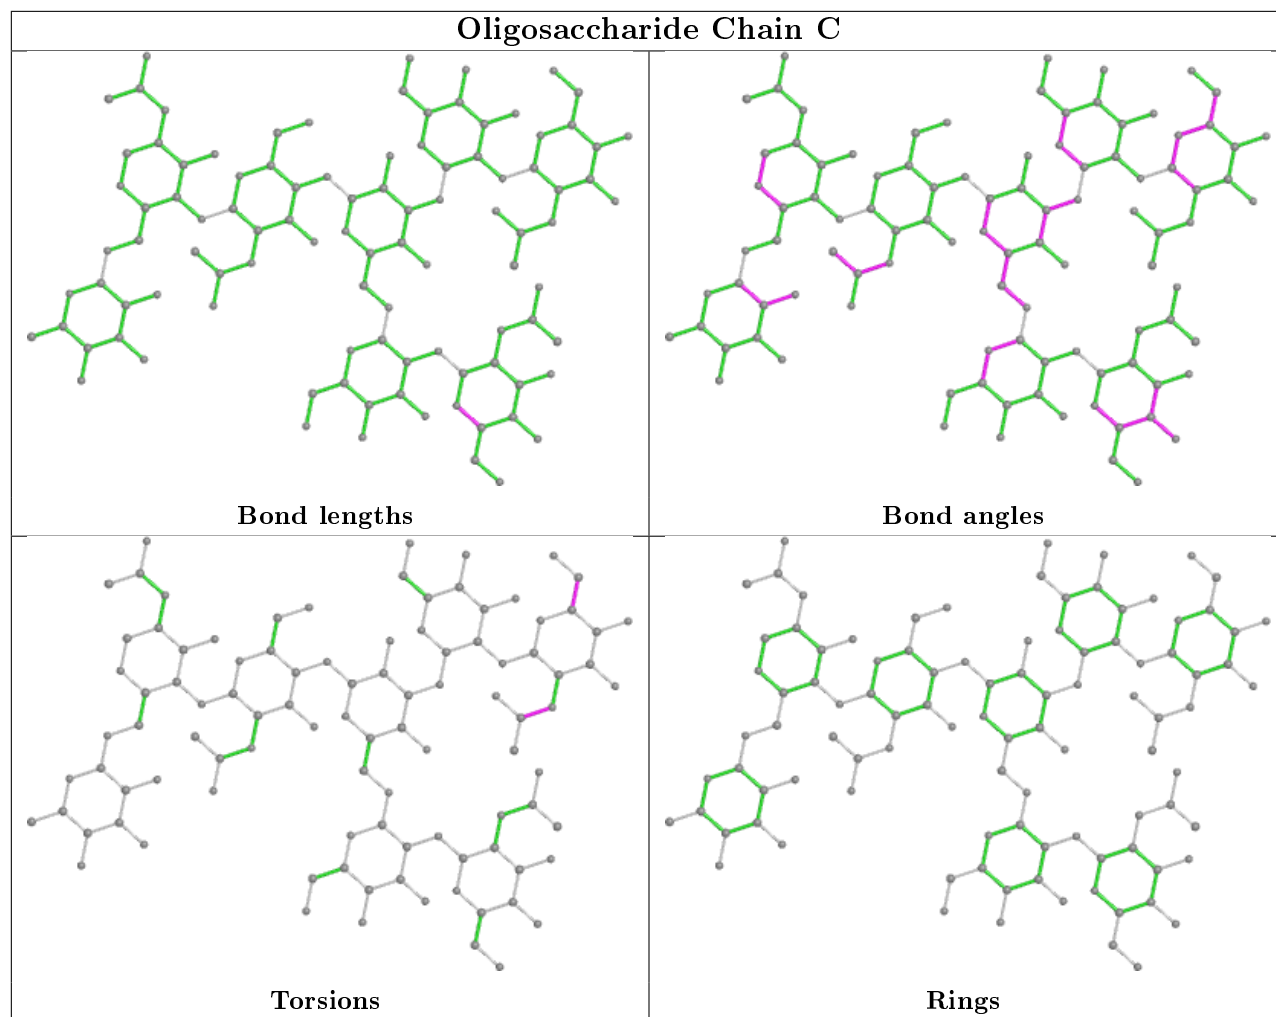 Oligosaccharide Chain C
Bond lengths
Bond angles
Torsions
Rings